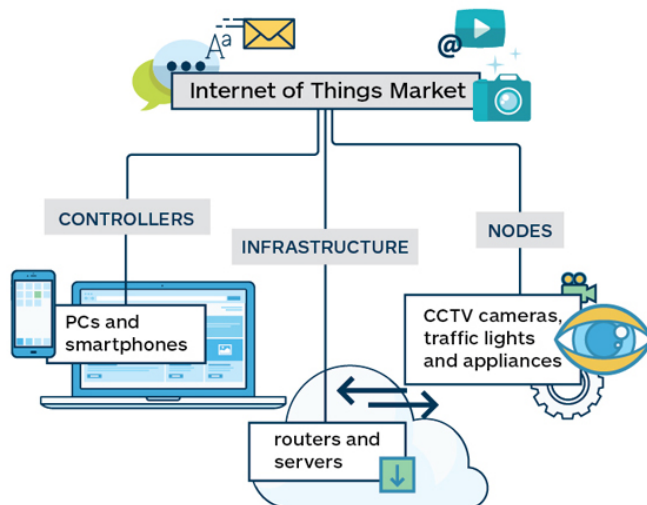 Aa
@
Internet of Things Market
CONTROLLERS
INFRASTRUCTURE
NODES
PCs and
smartphones
CCTV cameras,
traffic lights
and appliances
routers and
servers